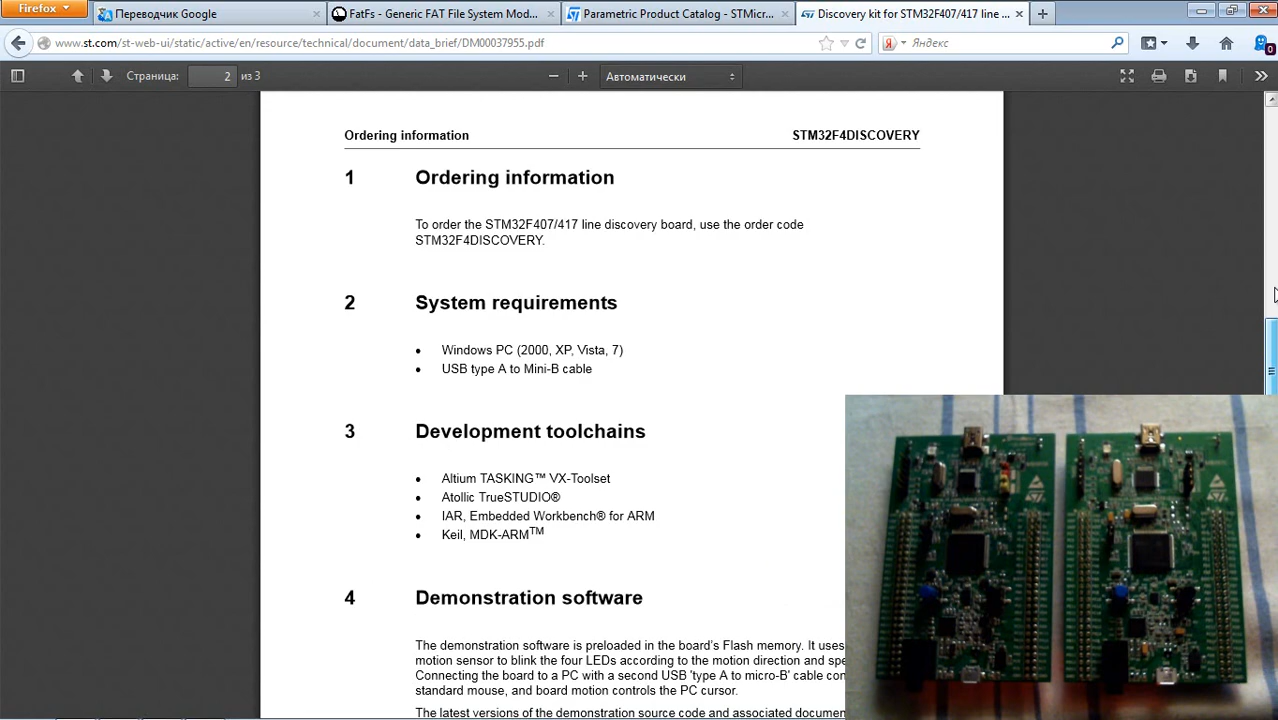 Firefox
Переводчик Google
FatFs - Generic FAT File System Mod...
Parametric Product Catalog - STMicr...
Discovery kit for STM32F407/417 line ...
www.st.com/st-web-ui/static/active/en/resource/technical/document/data_brief/DM00037955.pdf
Яндекс
0
Страница: 2 из 3
Автоматически
Ordering information STM32F4DISCOVERY
1 Ordering information
To order the STM32F407/417 line discovery board, use the order code
STM32F4DISCOVERY.
2 System requirements
• Windows PC (2000, XP, Vista, 7)
• USB type A to Mini-B cable
3 Development toolchains
• Altium TASKING™ VX-Toolset
• Atollic TrueSTUDIO®
• IAR, Embedded Workbench® for ARM
• Keil, MDK-ARM™
4 Demonstration software
The demonstration software is preloaded in the board's Flash memory. It uses
motion sensor to blink the four LEDs according to the motion direction and spe
Connecting the board to a PC with a second USB 'type A to micro-B' cable con
standard mouse, and board motion controls the PC cursor.
The latest versions of the demonstration source code and associated documen